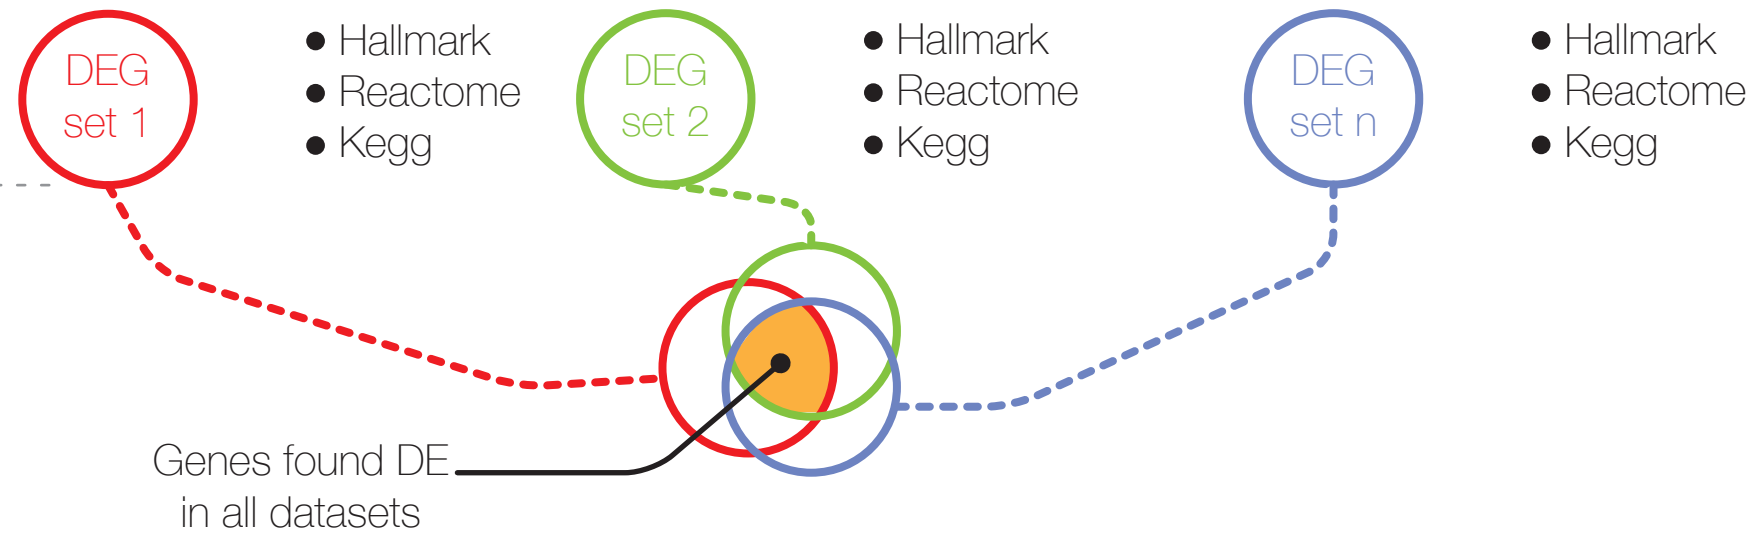 DEG
set 1
Hallmark
Reactome
Kegg
DEG
set 2
Hallmark
Reactome
Kegg
DEG
set n
Hallmark
Reactome
Kegg
Genes found DE
in all datasets